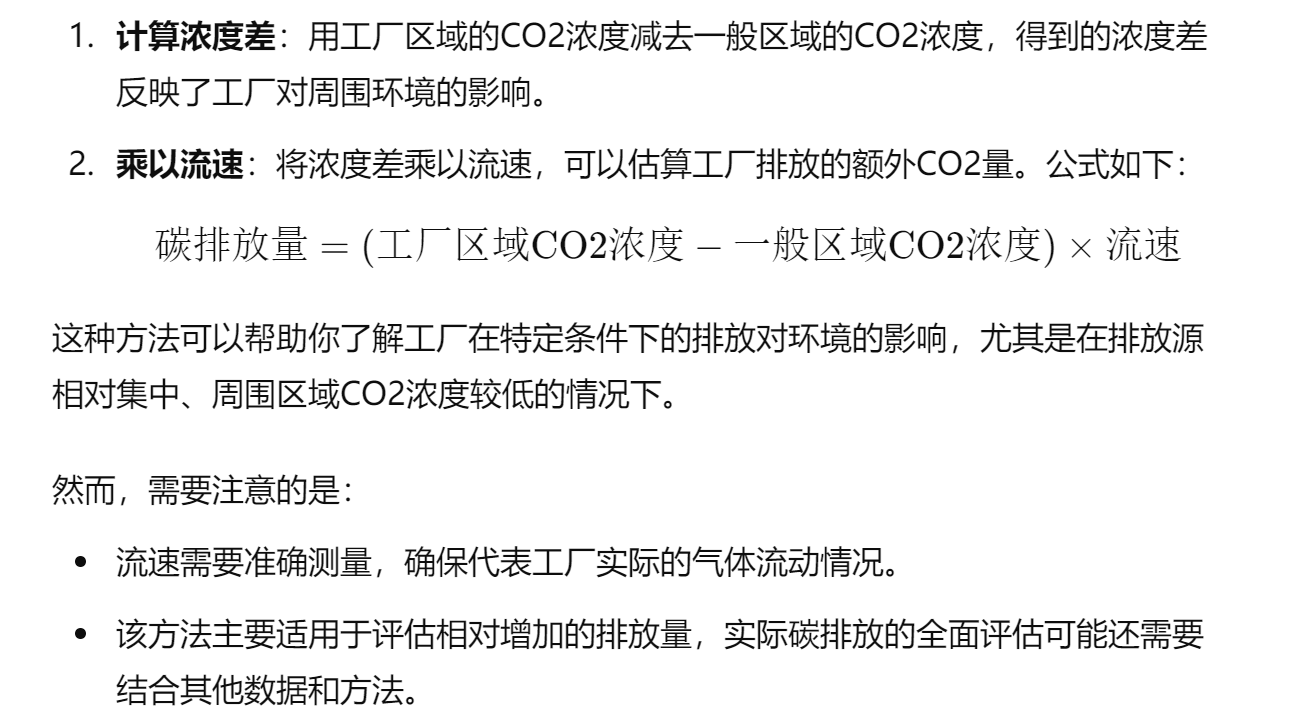 1. 计算浓度差：用工厂区域的CO2浓度减去一般区域的CO2浓度，得到的浓度差
反映了工厂对周围环境的影响。
2. 乘以流速：将浓度差乘以流速，可以估算工厂排放的额外CO2量。公式如下：
碳排放量 = (工厂区域CO2浓度 − 一般区域CO2浓度) × 流速
这种方法可以帮助你了解工厂在特定条件下的排放对环境的影响，尤其是在排放源
相对集中、周围区域CO2浓度较低的情况下。
然而，需要注意的是：
• 流速需要准确测量，确保代表工厂实际的气体流动情况。
• 该方法主要适用于评估相对增加的排放量，实际碳排放的全面评估可能还需要
结合其他数据和方法。